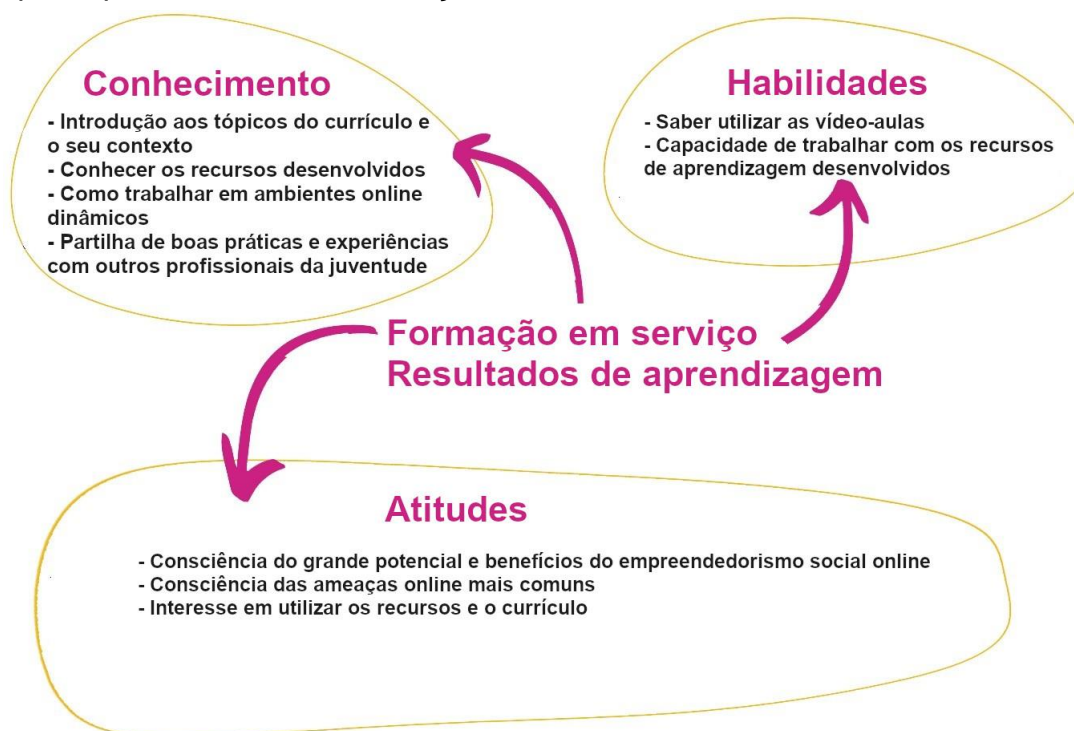 Conhecimento
- Introdução aos tópicos do currículo e
o seu contexto
- Conhecer os recursos desenvolvidos
- Como trabalhar em ambientes online
dinâmicos
- Partilha de boas práticas e experiências
com outros profissionais da juventude
Habilidades
- Saber utilizar as vídeo-aulas
- Capacidade de trabalhar com os recursos
de aprendizagem desenvolvidos
Formação em serviço
Resultados de aprendizagem
Atitudes
- Consciência do grande potencial e benefícios do empreendedorismo social online
- Consciência das ameaças online mais comuns
- Interesse em utilizar os recursos e o currículo